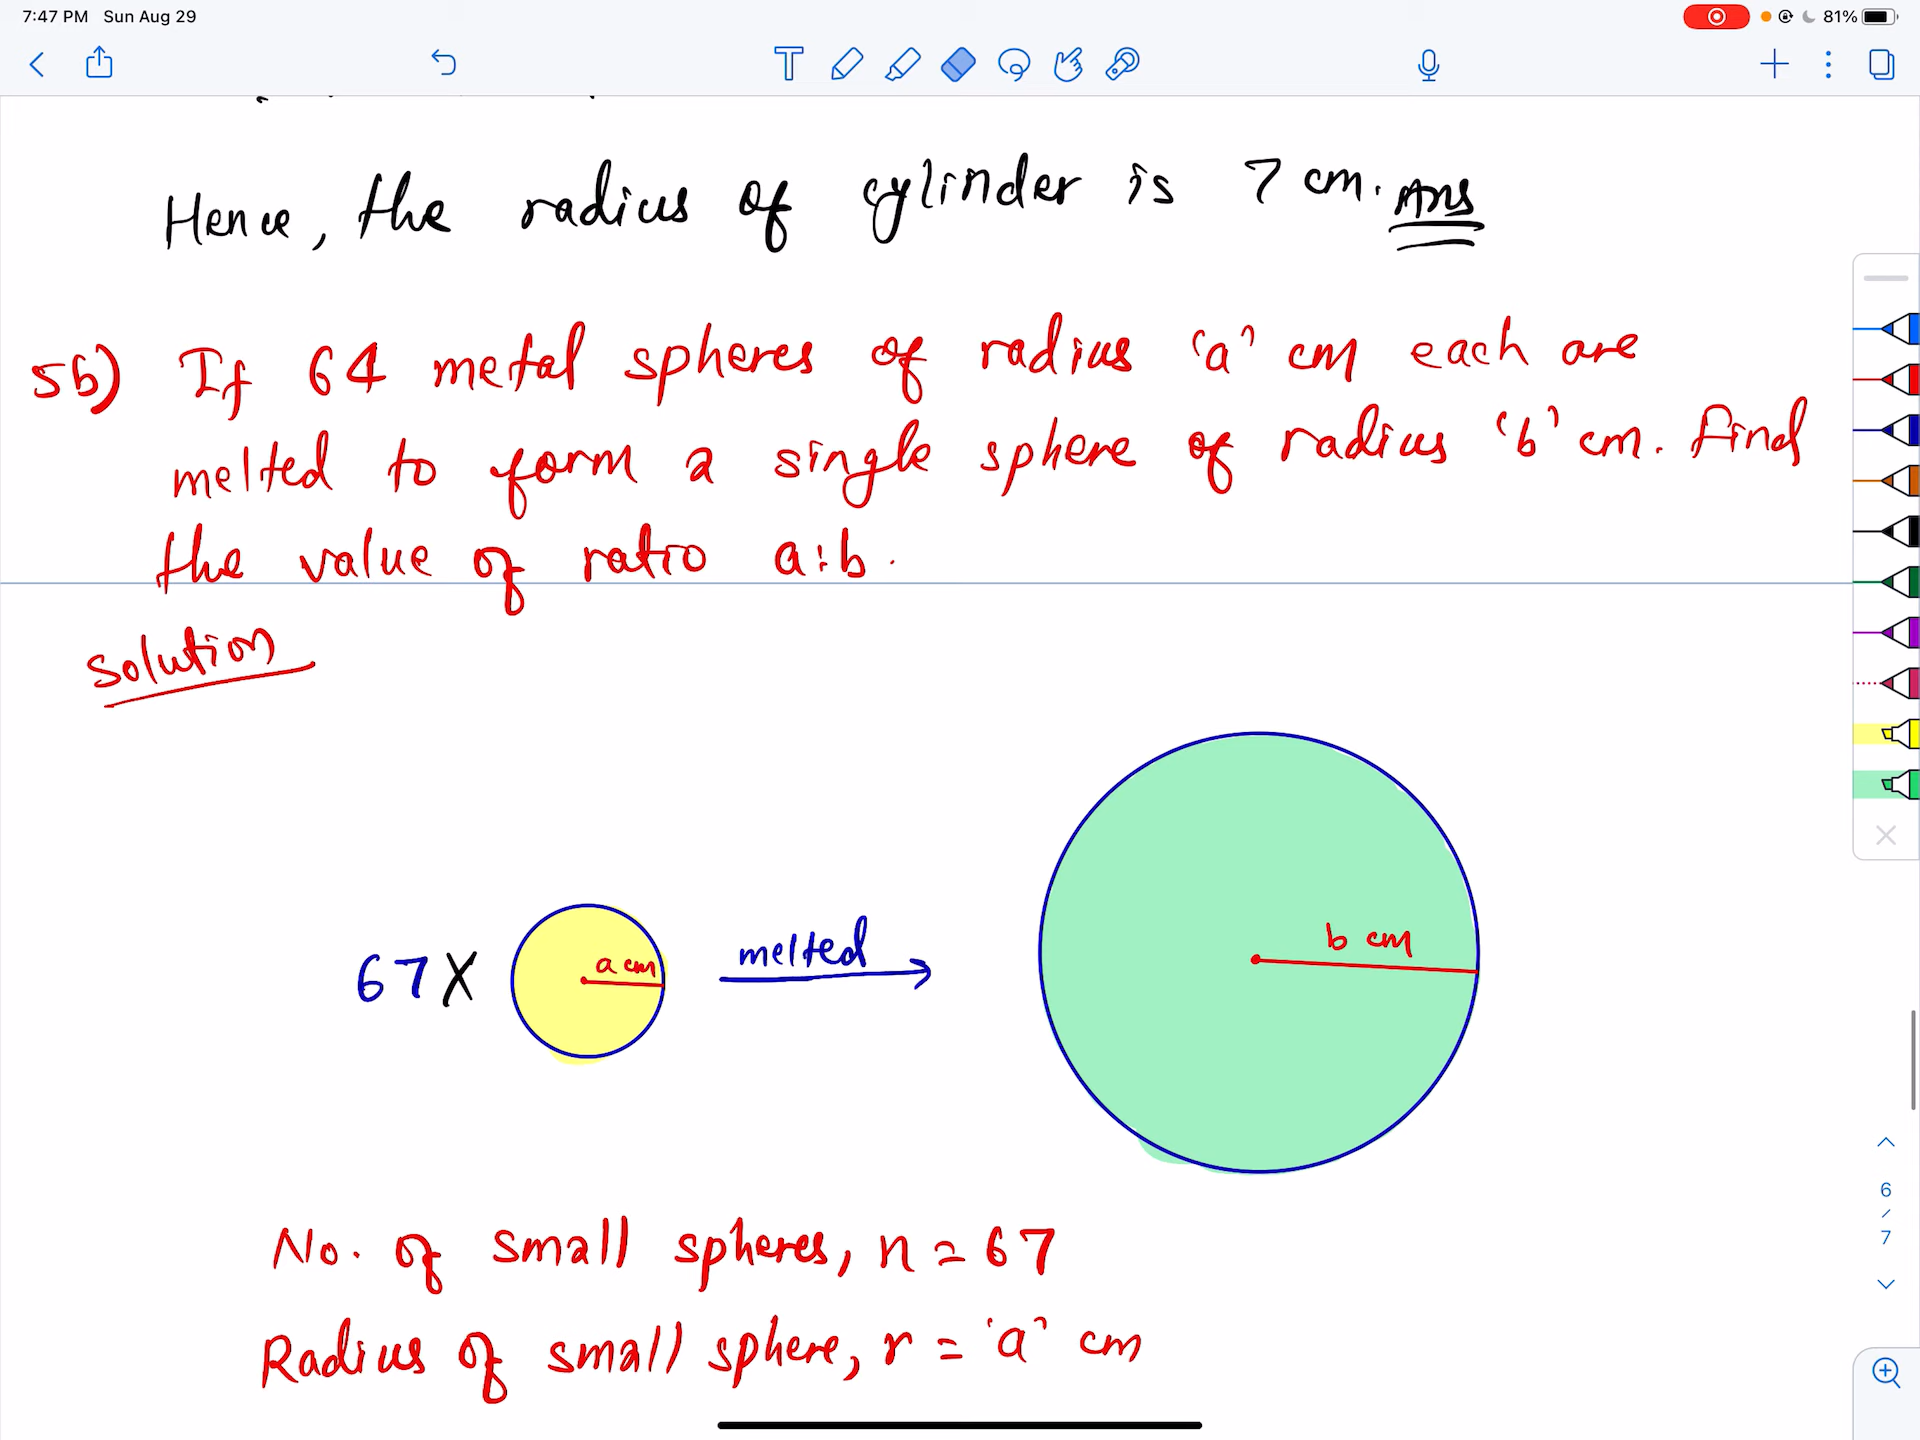 7:47 PM Sun Aug 29
81%
Hence, the radius of cylinder is 7 cm. Ans
5b) If 64 metal spheres of radius 'a' cm each are
melted to form a single sphere of radius 'b' cm. Find
the value of ratio a:b.
Solution
67 X
a cm
melted
b cm
No. of small spheres, n = 67
Radius of small sphere, r = 'a' cm
6
/
7